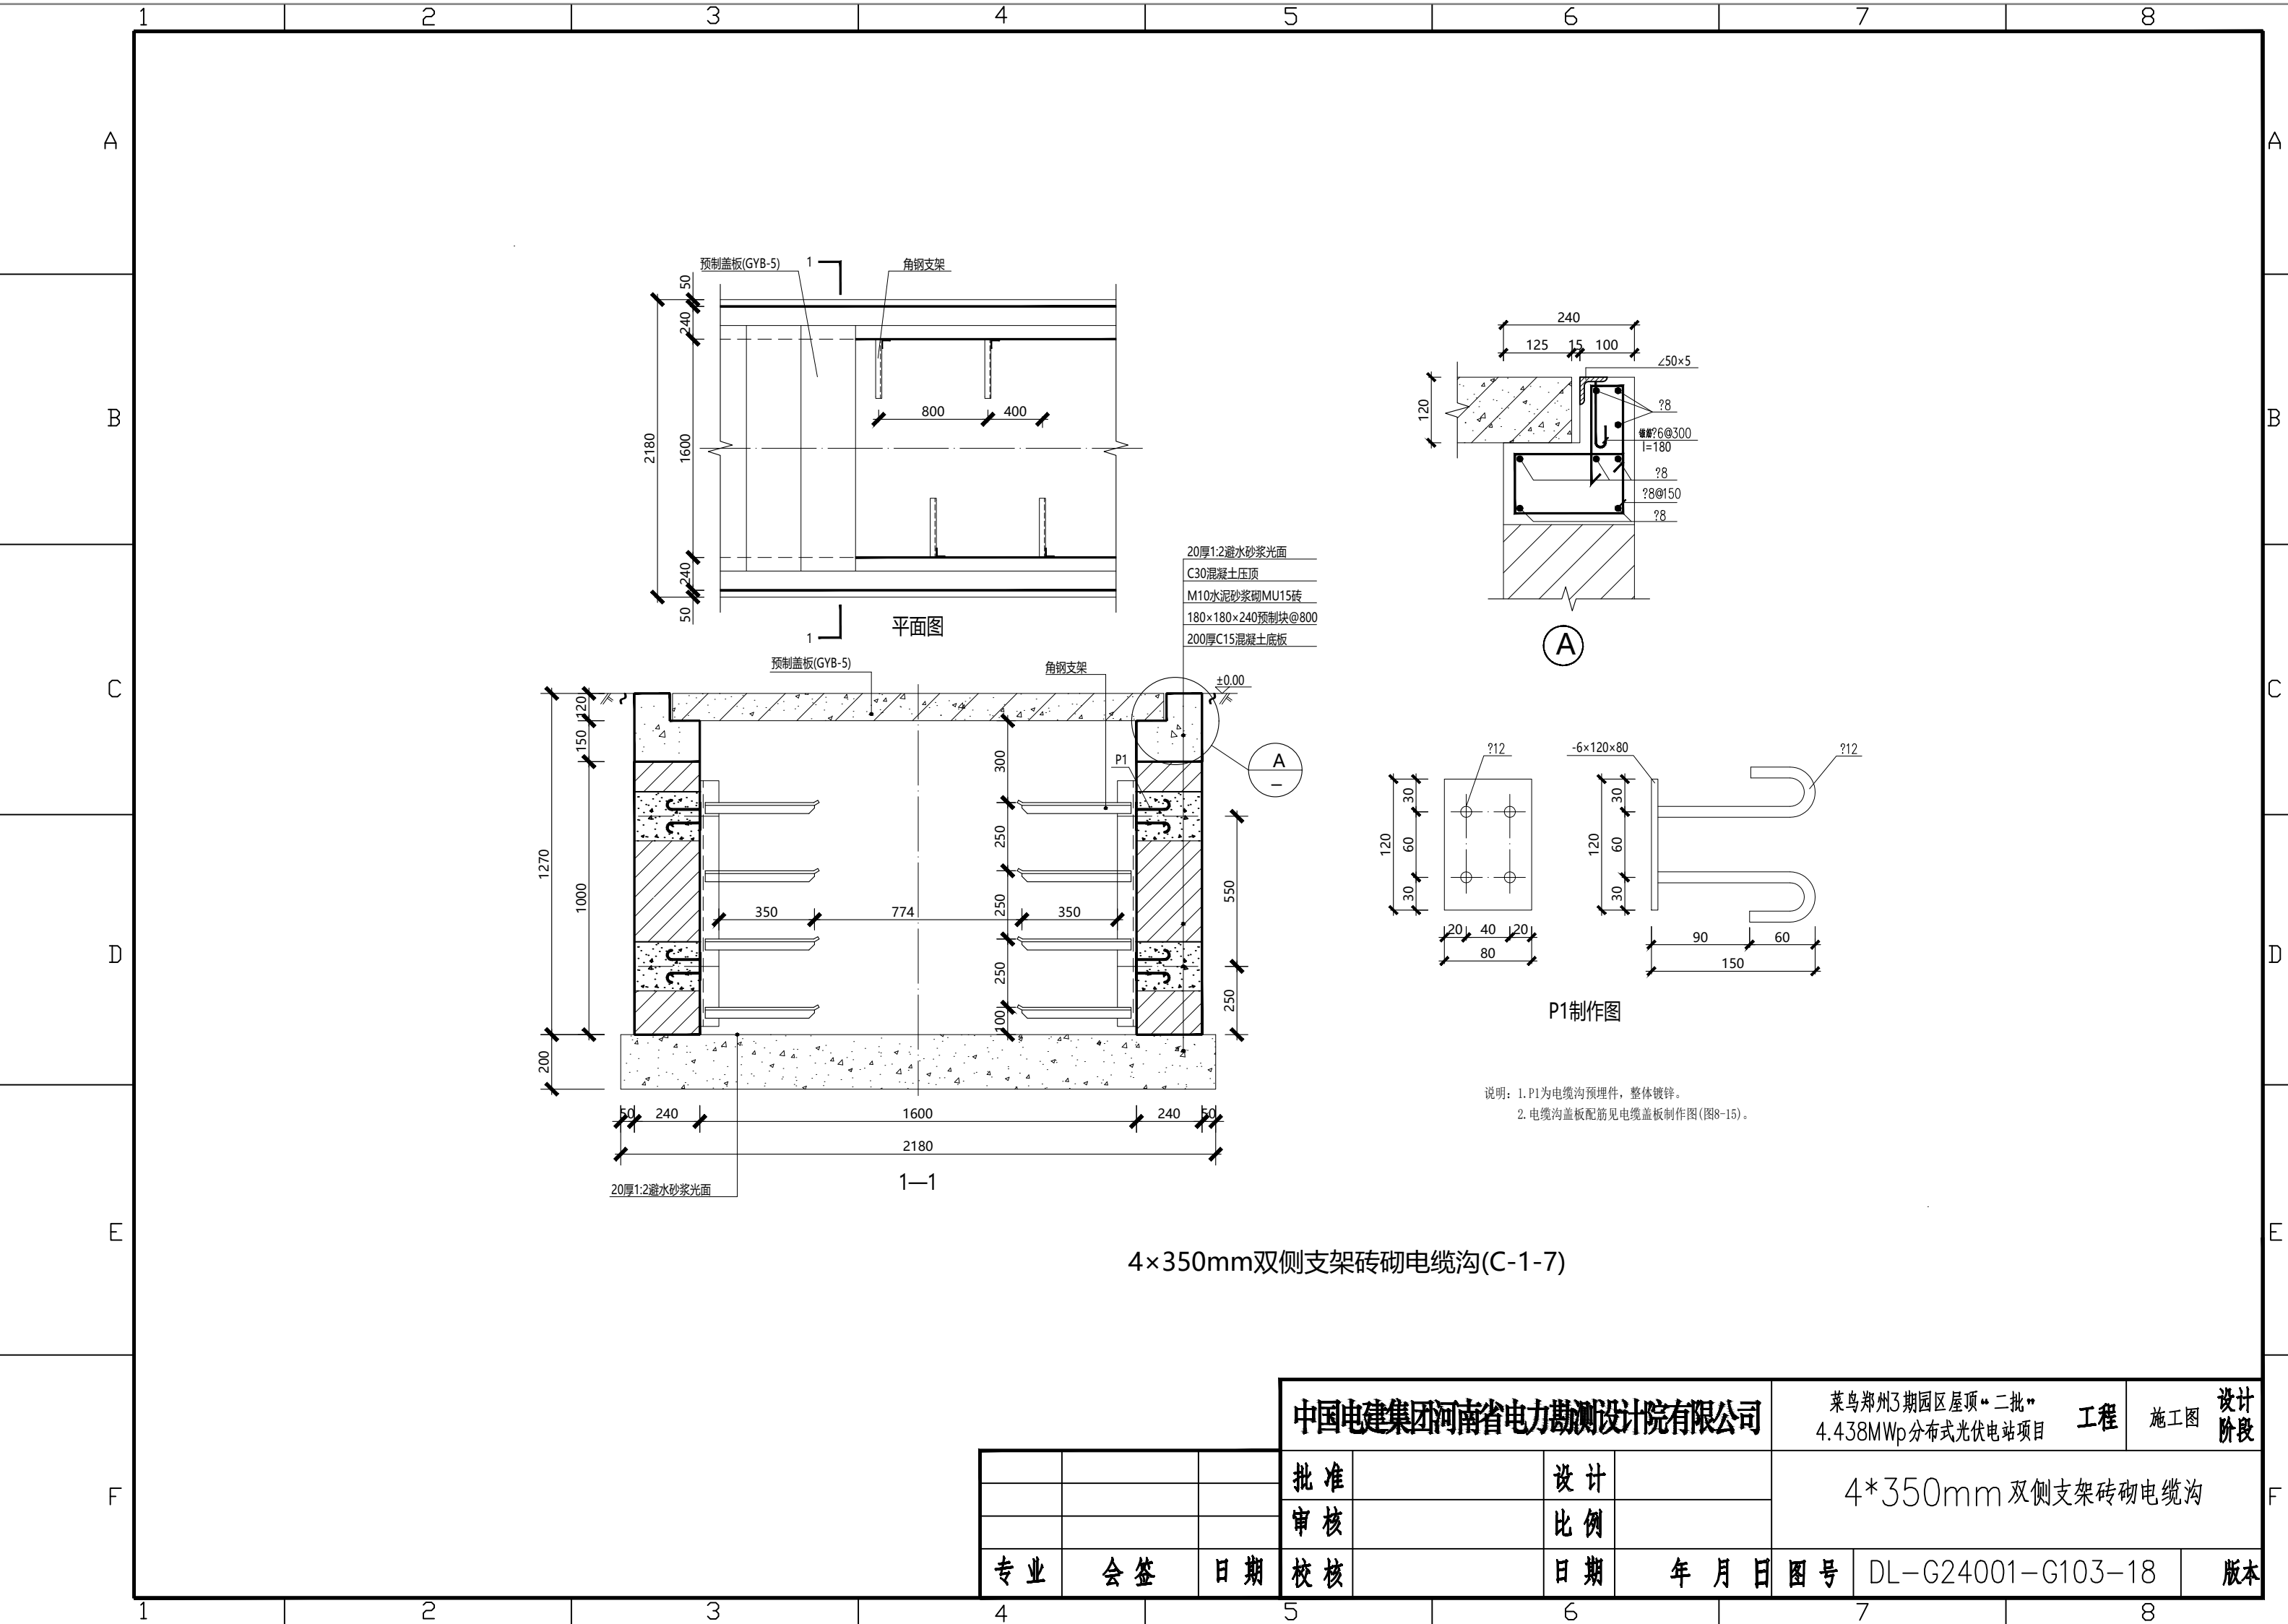 1 2 3 4 5 6 7 8
A A
B B
C C
D D
E E
F F
预制盖板(GYB-5)
1
角钢支架
50
240
1600
2180
240
50
800
400
1
平面图
240
125
15
100
∠50×5
120
?8
?6@300
l=180
?8
?8@150
?8
A
20厚1:2避水砂浆光面
C30混凝土压顶
M10水泥砂浆砌MU15砖
180×180×240预制块@800
200厚C15混凝土底板
预制盖板(GYB-5)
角钢支架
±0.00
120
150
1000
1270
200
P1
A
–
300
250
250
250
100
350
774
350
550
250
50
240
1600
240
50
2180
1—1
20厚1:2避水砂浆光面
?12
30
60
30
120
20
40
20
80
-6×120×80
?12
30
60
30
120
90
60
150
P1制作图
说明：1.P1为电缆沟预埋件，整体镀锌。
2.电缆沟盖板配筋见电缆盖板制作图(图8-15)。
4×350mm双侧支架砖砌电缆沟(C-1-7)
中国电建集团河南省电力勘测设计院有限公司
菜鸟郑州3期园区屋顶“二批”
4.438MWp分布式光伏电站项目
工程
施工图
设计
阶段
批 准
设 计
4*350mm双侧支架砖砌电缆沟
审 核
比 例
专 业
会 签
日 期
校 核
日 期
年 月 日
图 号
DL-G24001-G103-18
版本
1 2 3 4 5 6 7 8